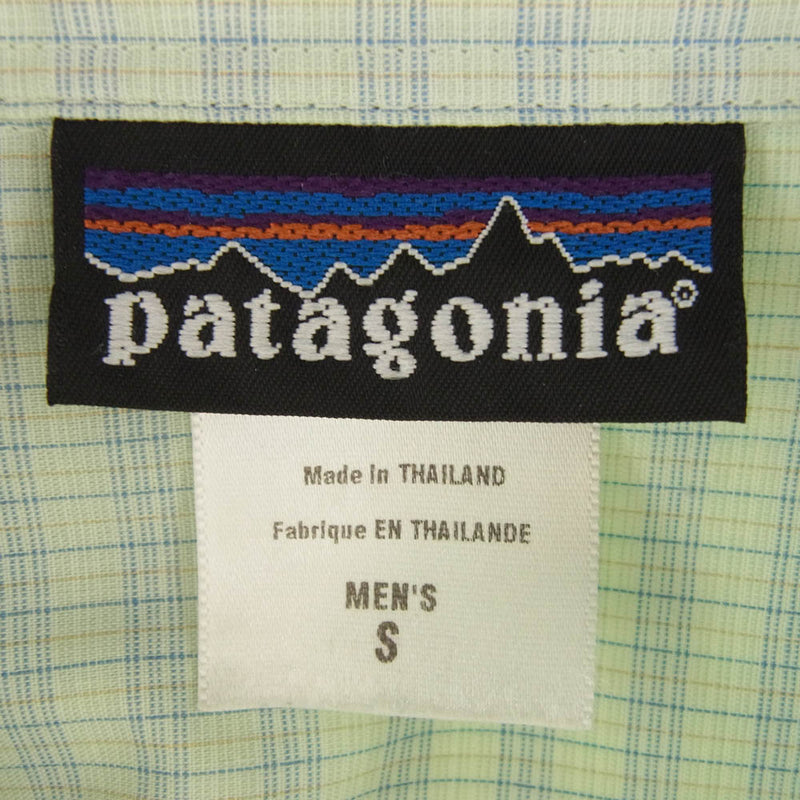 patagonia®
Made In THAILAND
Fabrique EN THAILANDE
MEN'S
S